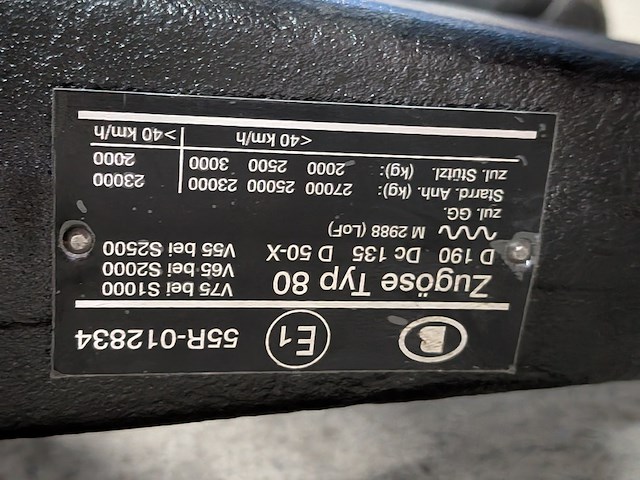 E1 55R-012834
Zugöse Typ 80 V75 bei S1000
V65 bei S2000
D 190 Dc 135 D 50-X V55 bei S2500
M 2988 (LoF)
zul. GG.
Starrd. Anh. (kg): 27000 25000 23000 23000
zul. Stützl. (kg): 2000 2500 3000 2000
<40 km/h >40 km/h